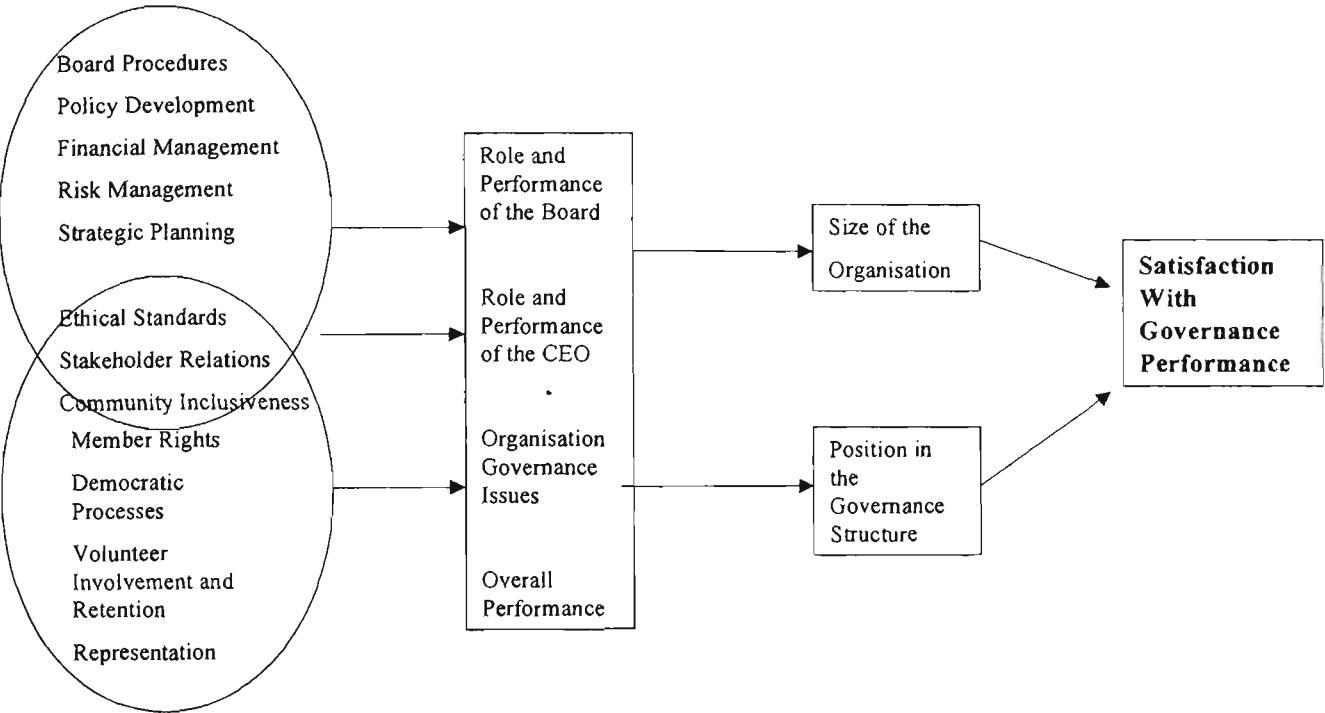 Board Procedures
Policy Development
Financial Management
Risk Management
Strategic Planning
Ethical Standards
Stakeholder Relations
Community Inclusiveness
Member Rights
Democratic
Processes
Volunteer
Involvement and
Retention
Representation
Role and
Performance
of the Board
Role and
Performance
of the CEO
Organisation
Governance
Issues
Overall
Performance
Size of the
Organisation
Position in
the
Governance
Structure
Satisfaction
With
Governance
Performance